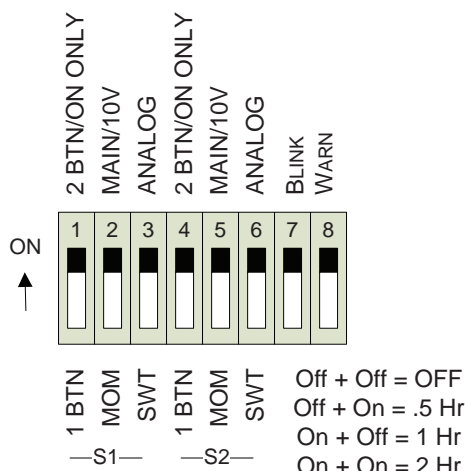 2 BTN/ON ONLY
MAIN/10V
ANALOG
2 BTN/ON ONLY
MAIN/10V
ANALOG
BLINK
WARN
ON
1 2 3 4 5 6 7 8
1 BTN
MOM
SWT
1 BTN
MOM
SWT
S1
S2
Off + Off = OFF
Off + On = .5 Hr
On + Off = 1 Hr
On + On = 2 Hr